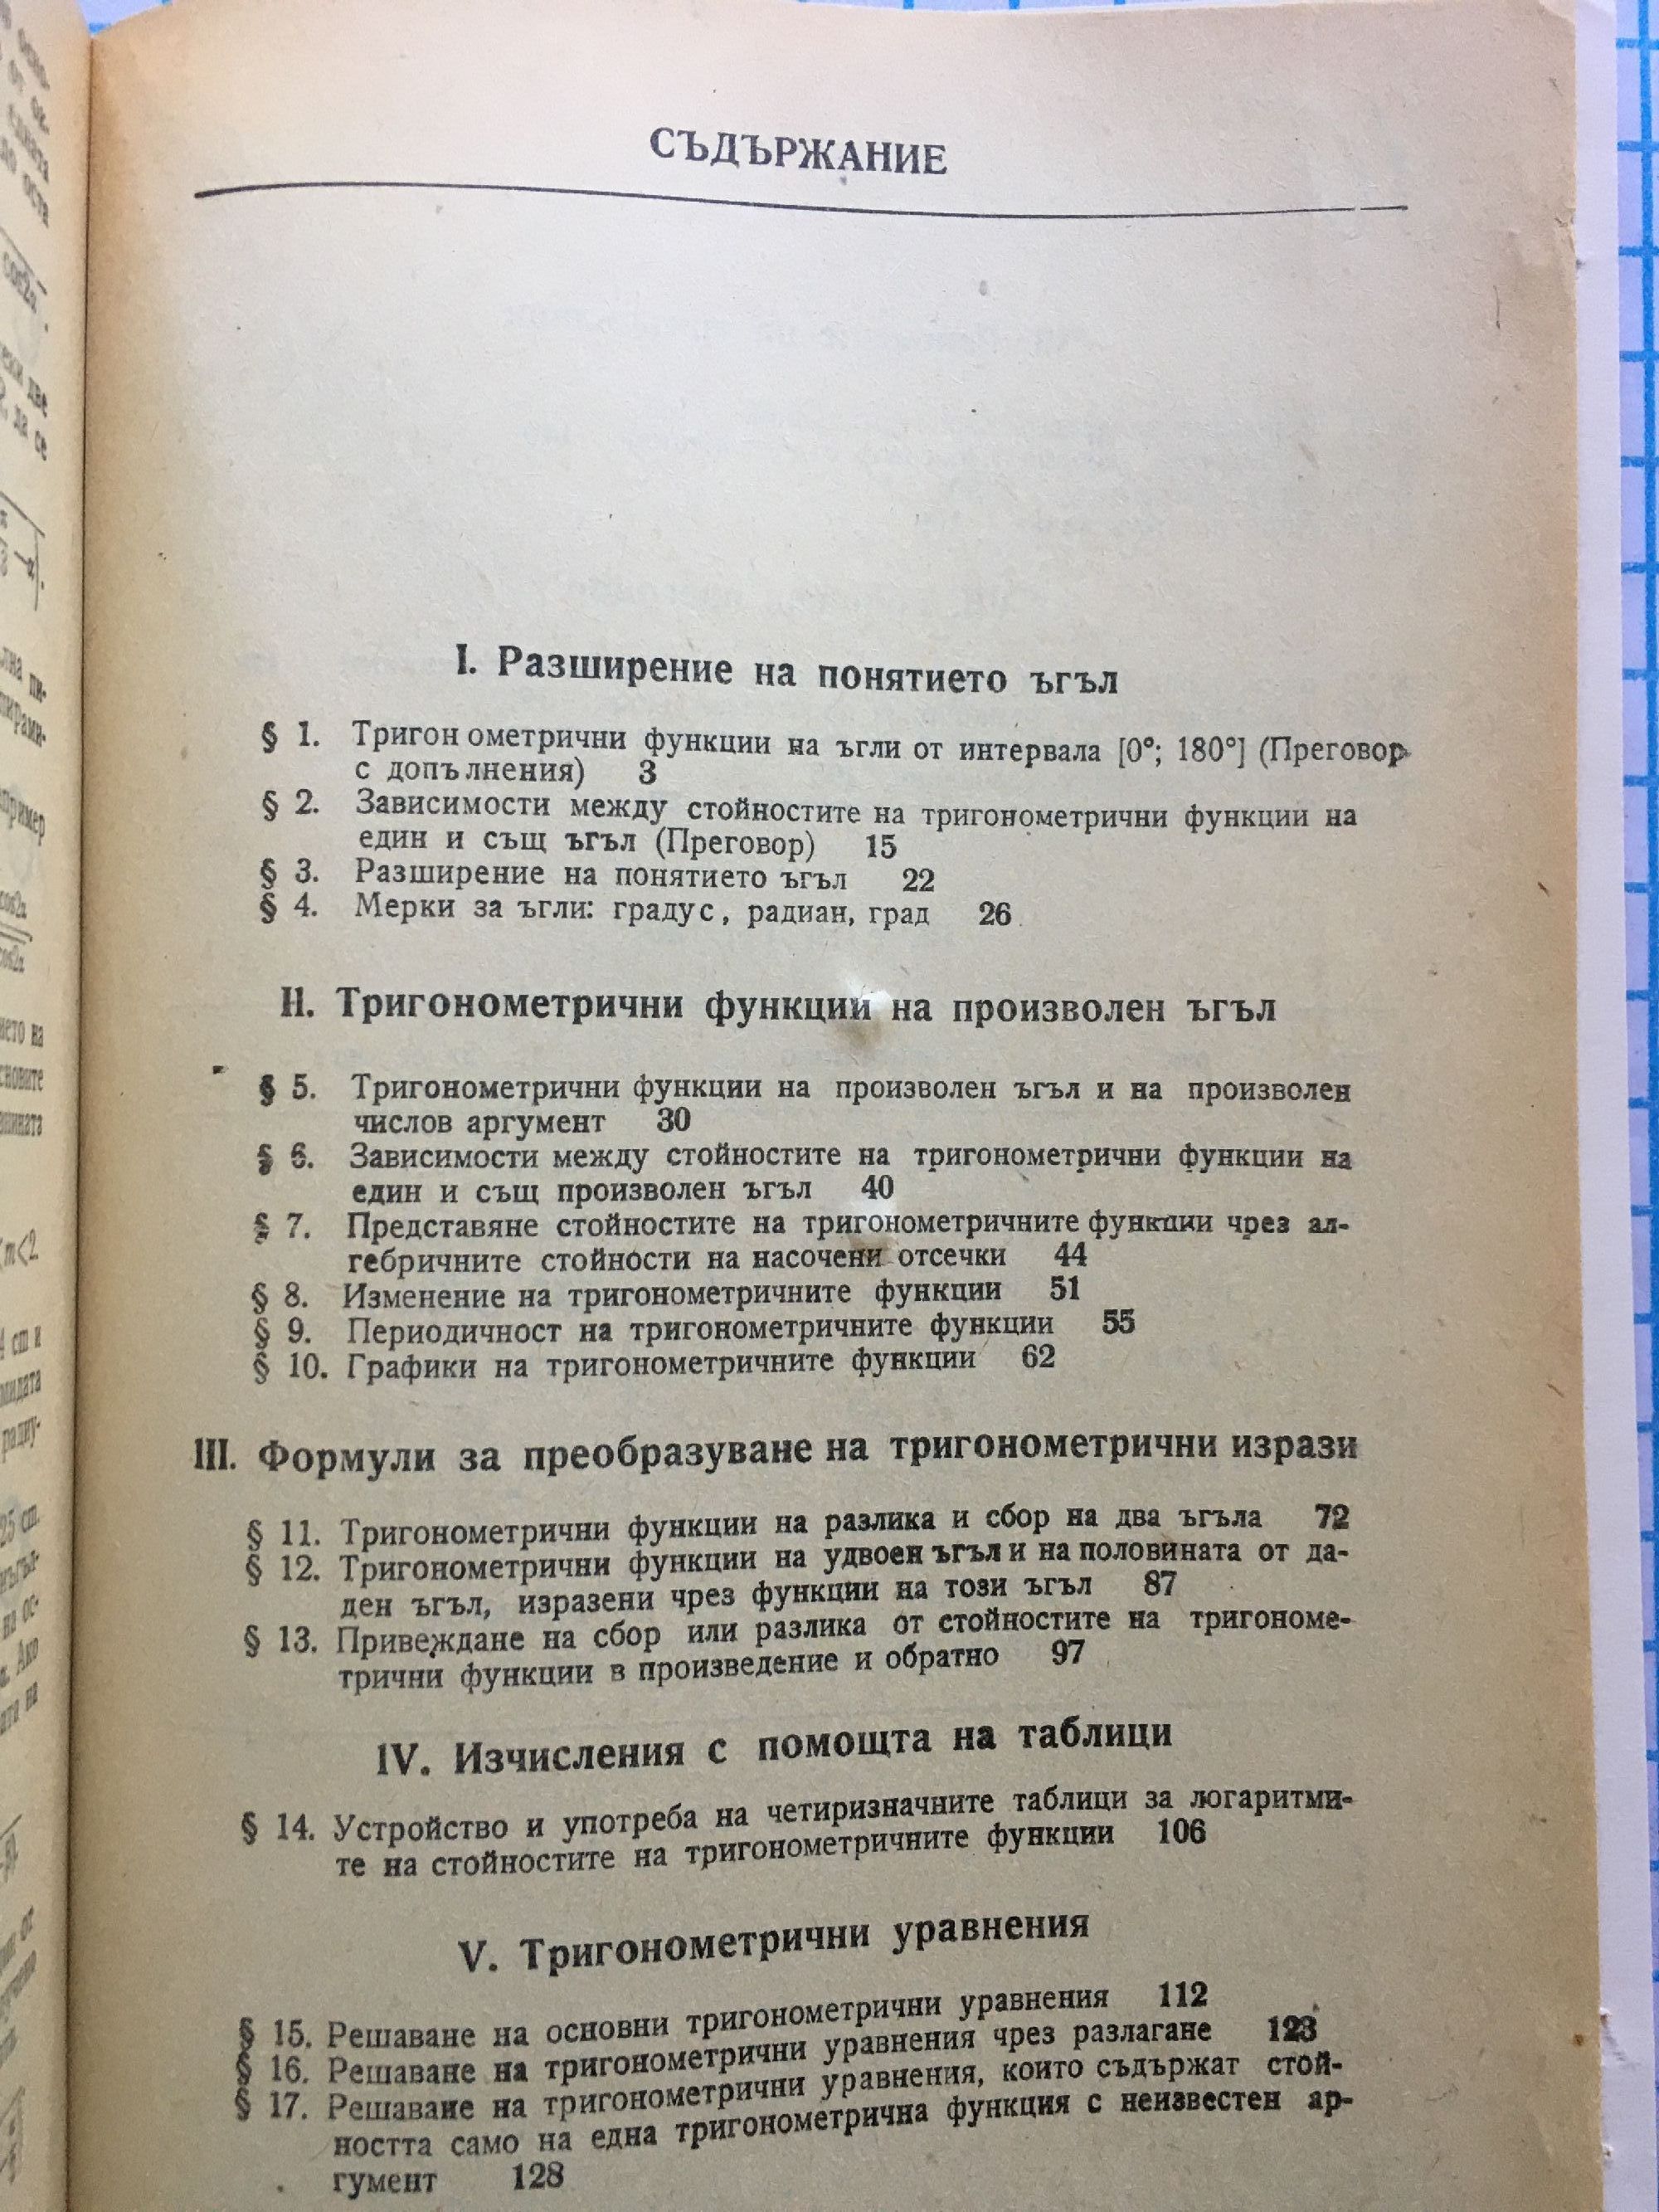 СЪДЪРЖАНИЕ
I. Разширение на понятието ъгъл
§ 1. Тригонометрични функции на ъгли от интервала [0°; 180°] (Преговор
с допълнения) 3
§ 2. Зависимости между стойностите на тригонометрични функции на
един и същ ъгъл (Преговор) 15
§ 3. Разширение на понятието ъгъл 22
§ 4. Мерки за ъгли: градус, радиан, град 26
II. Тригонометрични функции на произволен ъгъл
§ 5. Тригонометрични функции на произволен ъгъл и на произволен
числов аргумент 30
§ 6. Зависимости между стойностите на тригонометрични функции на
един и същ произволен ъгъл 40
§ 7. Представяне стойностите на тригонометричните функции чрез ал-
гебричните стойности на насочени отсечки 44
§ 8. Изменение на тригонометричните функции 51
§ 9. Периодичност на тригонометричните функции 55
§ 10. Графики на тригонометричните функции 62
III. Формули за преобразуване на тригонометрични изрази
§ 11. Тригонометрични функции на разлика и сбор на два ъгъла 72
§ 12. Тригонометрични функции на удвоен ъгъл и на половината от да-
ден ъгъл, изразени чрез функции на този ъгъл 87
§ 13. Привеждане на сбор или разлика от стойностите на тригономе-
трични функции в произведение и обратно 97
IV. Изчисления с помощта на таблици
§ 14. Устройство и употреба на четиризначните таблици за логаритми-
те на стойностите на тригонометричните функции 106
V. Тригонометрични уравнения
§ 15. Решаване на основни тригонометрични уравнения 112
§ 16. Решаване на тригонометрични уравнения чрез разлагане 123
§ 17. Решаване на тригонометрични уравнения, които съдържат стой-
ността само на една тригонометрична функция с неизвестен ар-
гумент 128